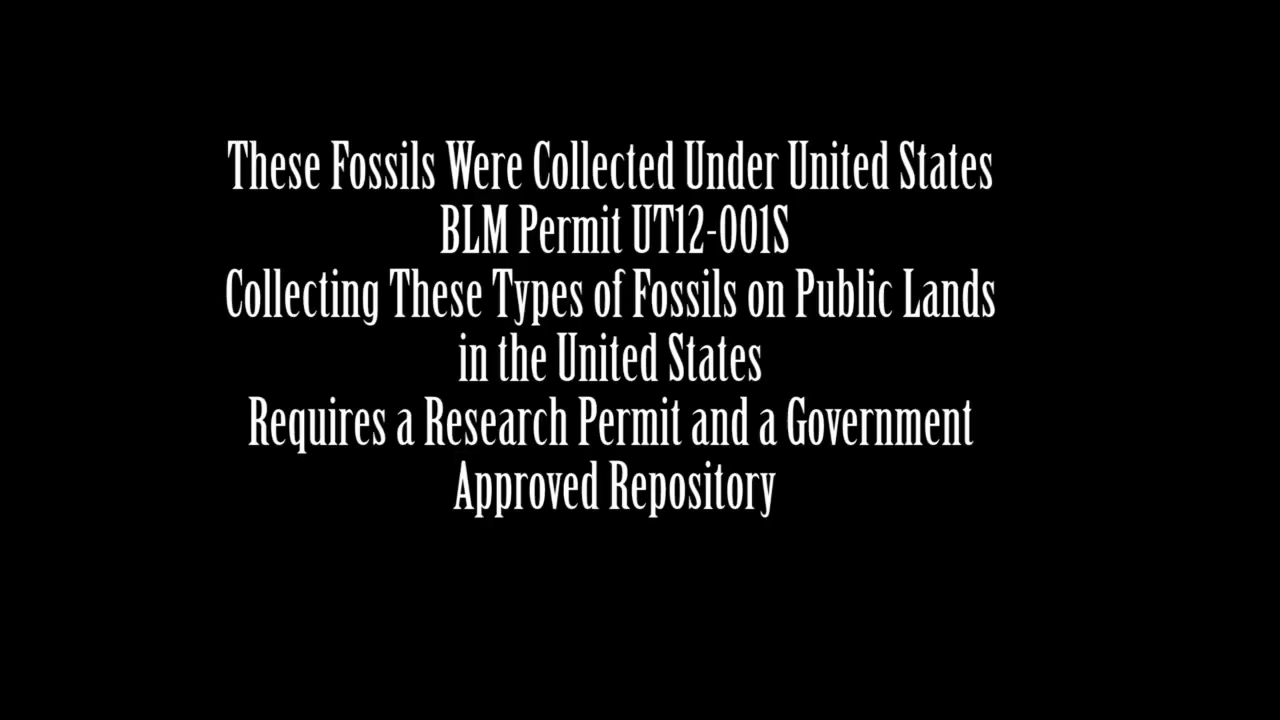 These Fossils Were Collected Under United States
BLM Permit UT12-001S
Collecting These Types of Fossils on Public Lands
in the United States
Requires a Research Permit and a Government
Approved Repository